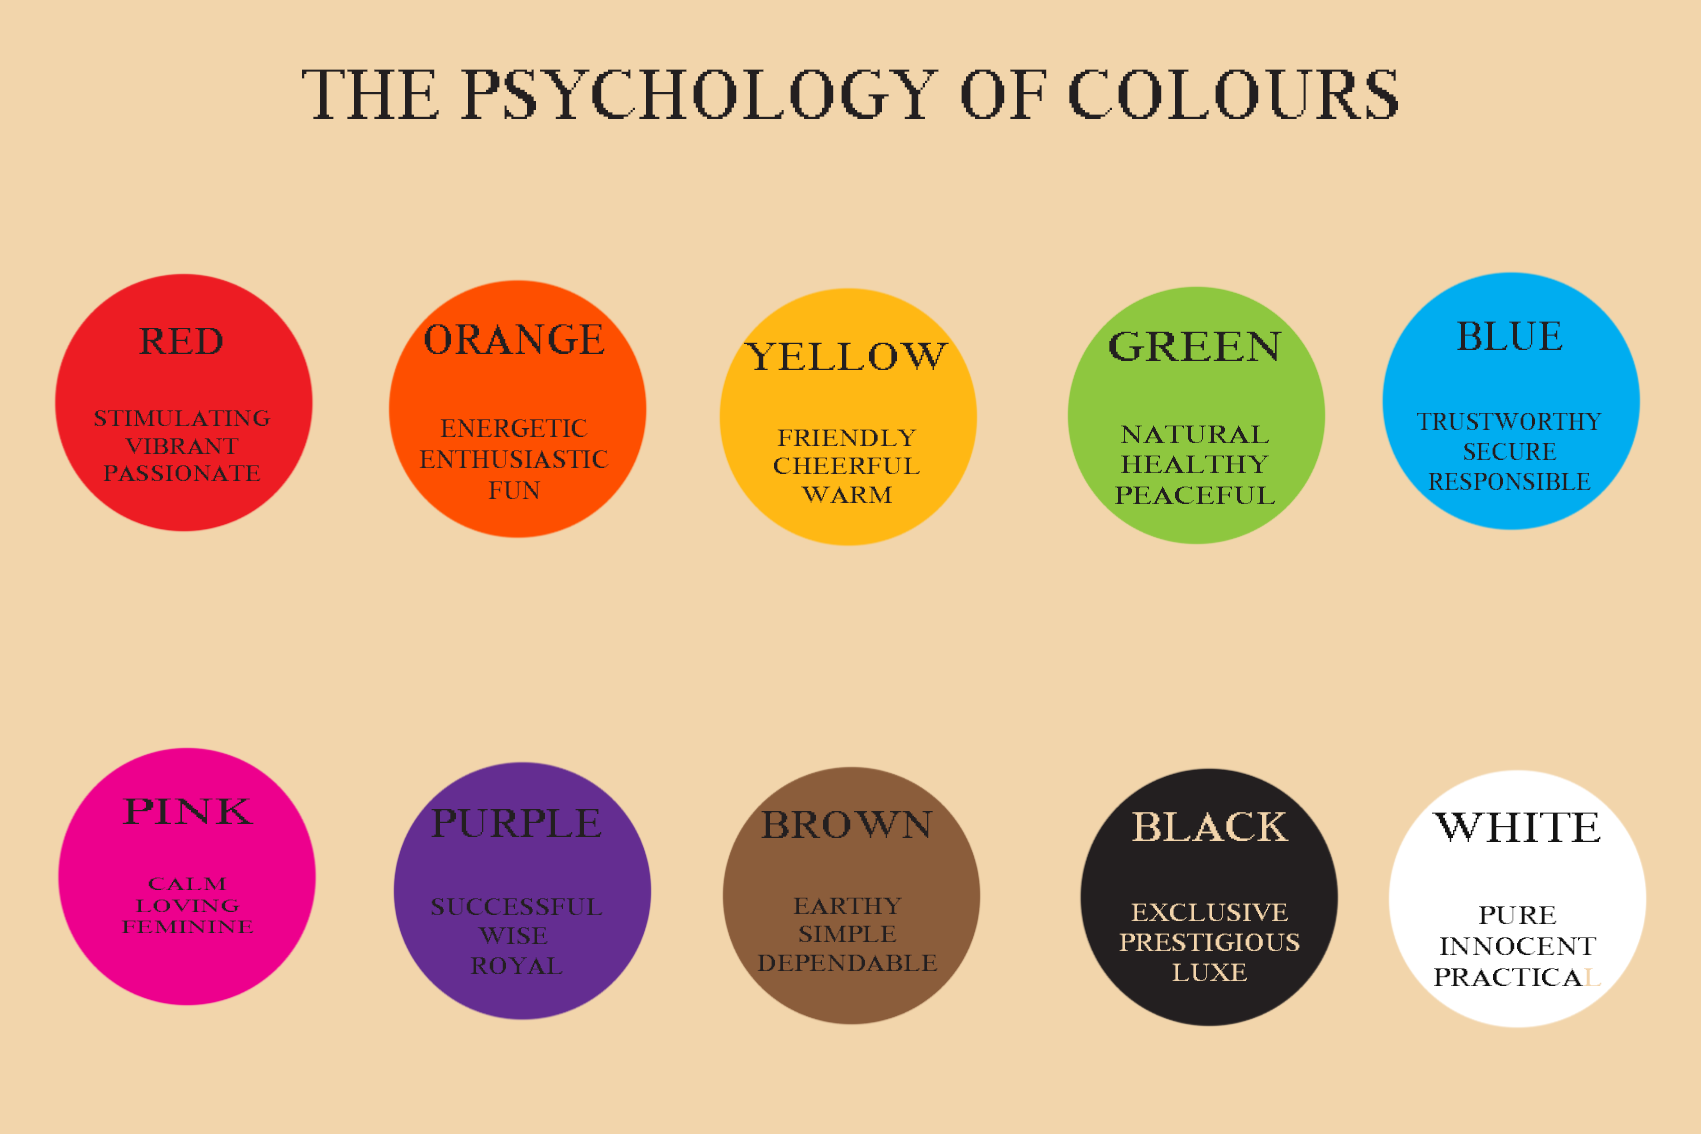 THE PSYCHOLOGY OF COLOURS
RED
STIMULATING
VIBRANT
PASSIONATE
ORANGE
ENERGETIC
ENTHUSIASTIC
FUN
YELLOW
FRIENDLY
CHEERFUL
WARM
GREEN
NATURAL
HEALTHY
PEACEFUL
BLUE
TRUSTWORTHY
SECURE
RESPONSIBLE
PINK
CALM
LOVING
FEMININE
PURPLE
SUCCESSFUL
WISE
ROYAL
BROWN
EARTHY
SIMPLE
DEPENDABLE
BLACK
EXCLUSIVE
PRESTIGIOUS
LUXE
WHITE
PURE
INNOCENT
PRACTICAL